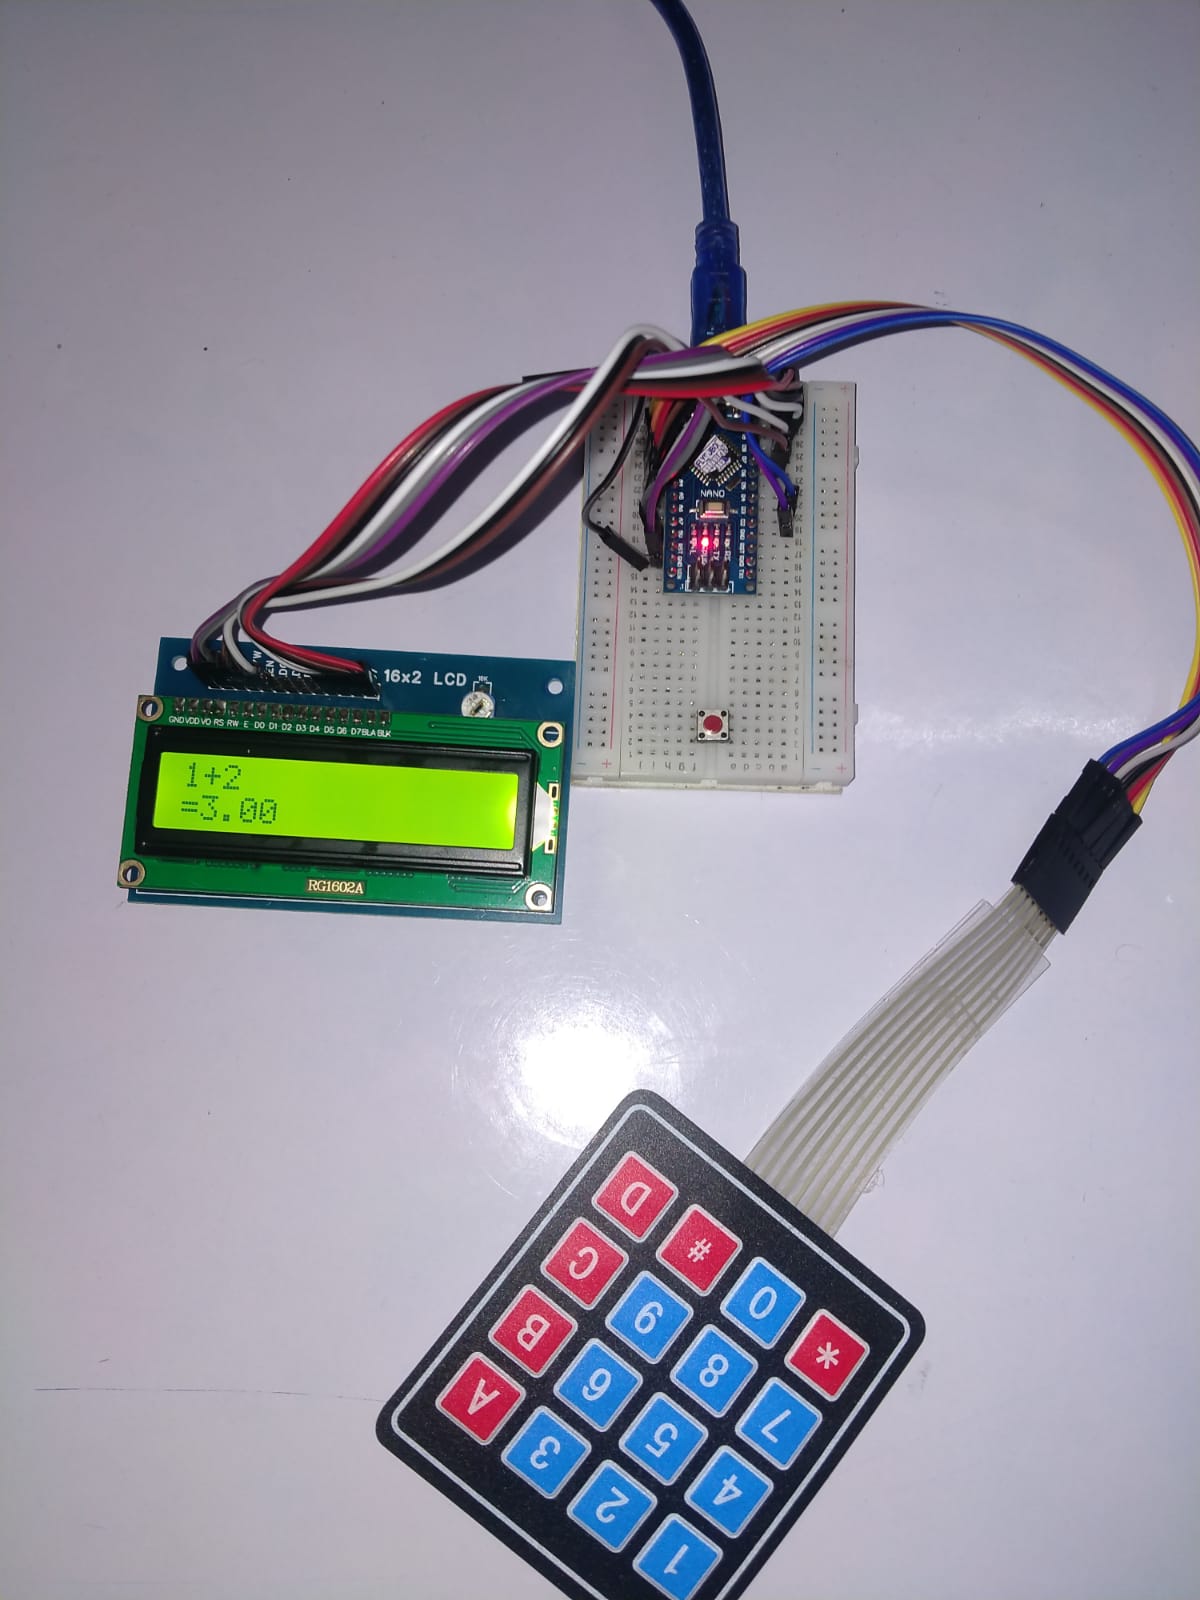 NANO
16x2 LCD
10K
GND VDD VO RS RW E D0 D1 D2 D3 D4 D5 D6 D7 BLA BLK
1+2
=3.00
RG1602A
D
C #
B 9 0
A 6 8 *
3 5 7
2 4
1